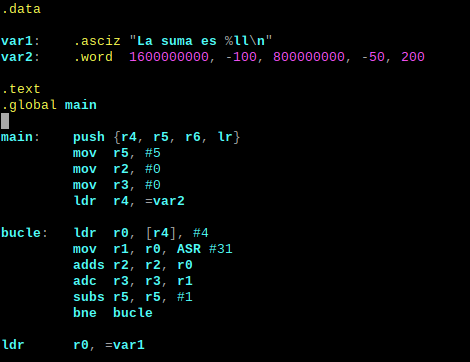 .data
var1: .asciz "La suma es %ll\n"
var2: .word 1600000000, -100, 800000000, -50, 200
.text
.global main
main: push {r4, r5, r6, lr}
mov r5, #5
mov r2, #0
mov r3, #0
ldr r4, =var2
bucle: ldr r0, [r4], #4
mov r1, r0, ASR #31
adds r2, r2, r0
adc r3, r3, r1
subs r5, r5, #1
bne bucle
ldr r0, =var1